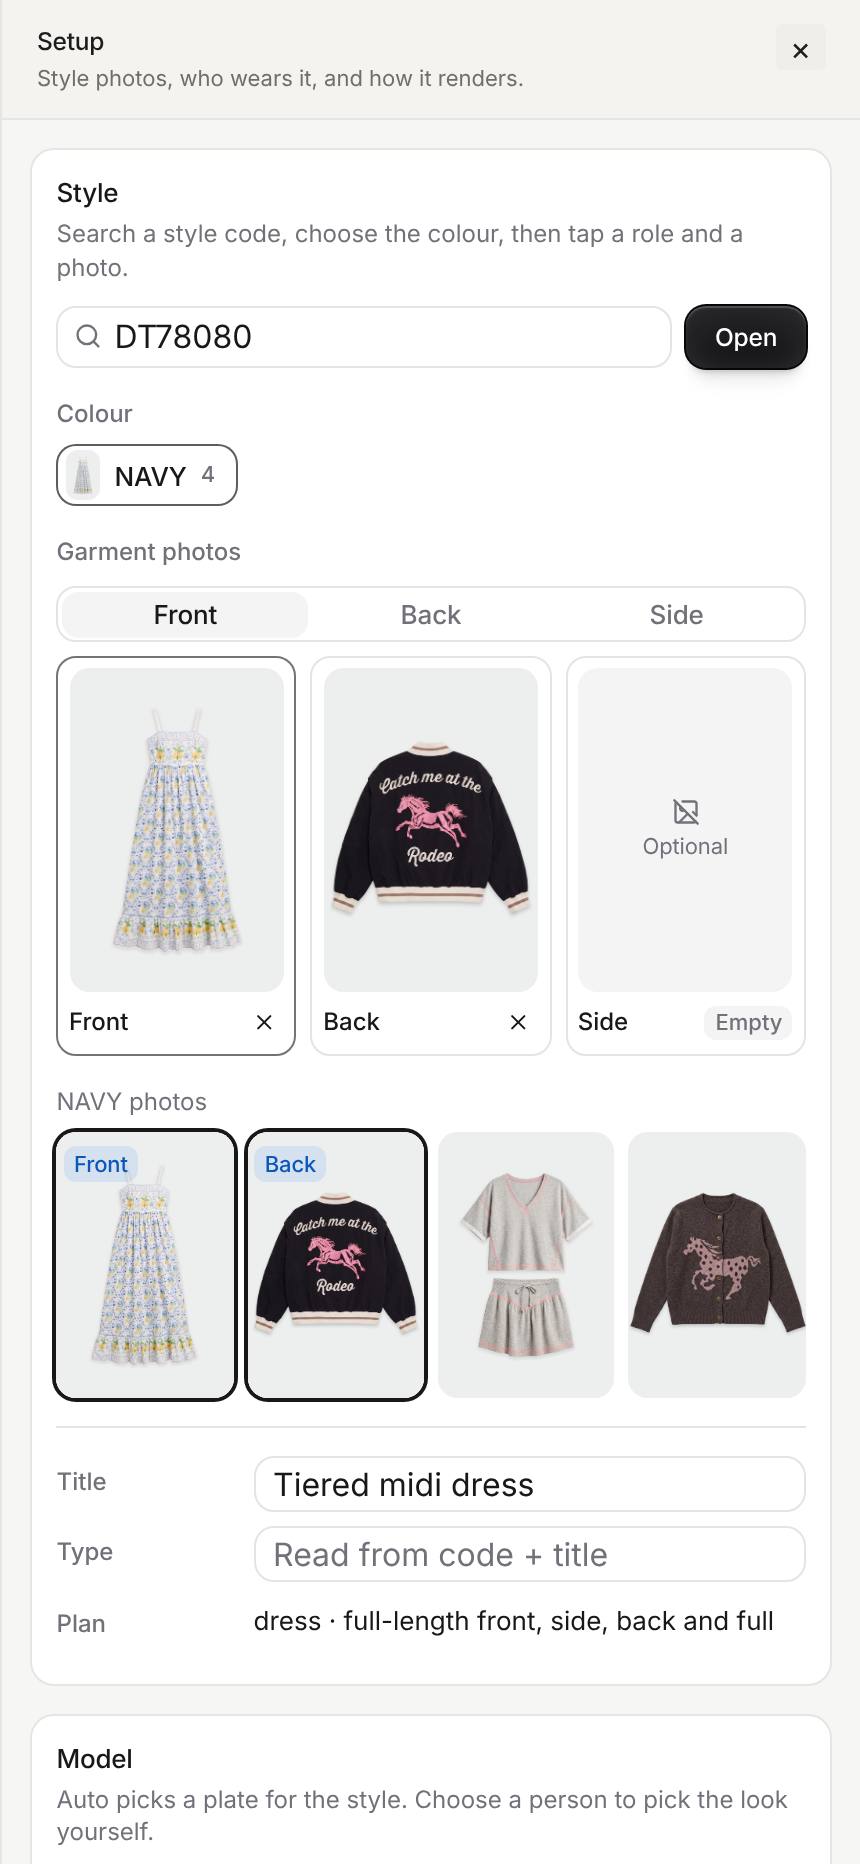 Setup
Style photos, who wears it, and how it renders.
Style
Search a style code, choose the colour, then tap a role and a
photo.
DT78080
Open
Colour
NAVY 4
Garment photos
Front Back Side
Catch me at the
Rodeo
Optional
Front
Back
Side Empty
NAVY photos
Front
Back
Catch me at the
Rodeo
Title
Tiered midi dress
Type
Read from code + title
Plan
dress · full-length front, side, back and full
Model
Auto picks a plate for the style. Choose a person to pick the look
yourself.